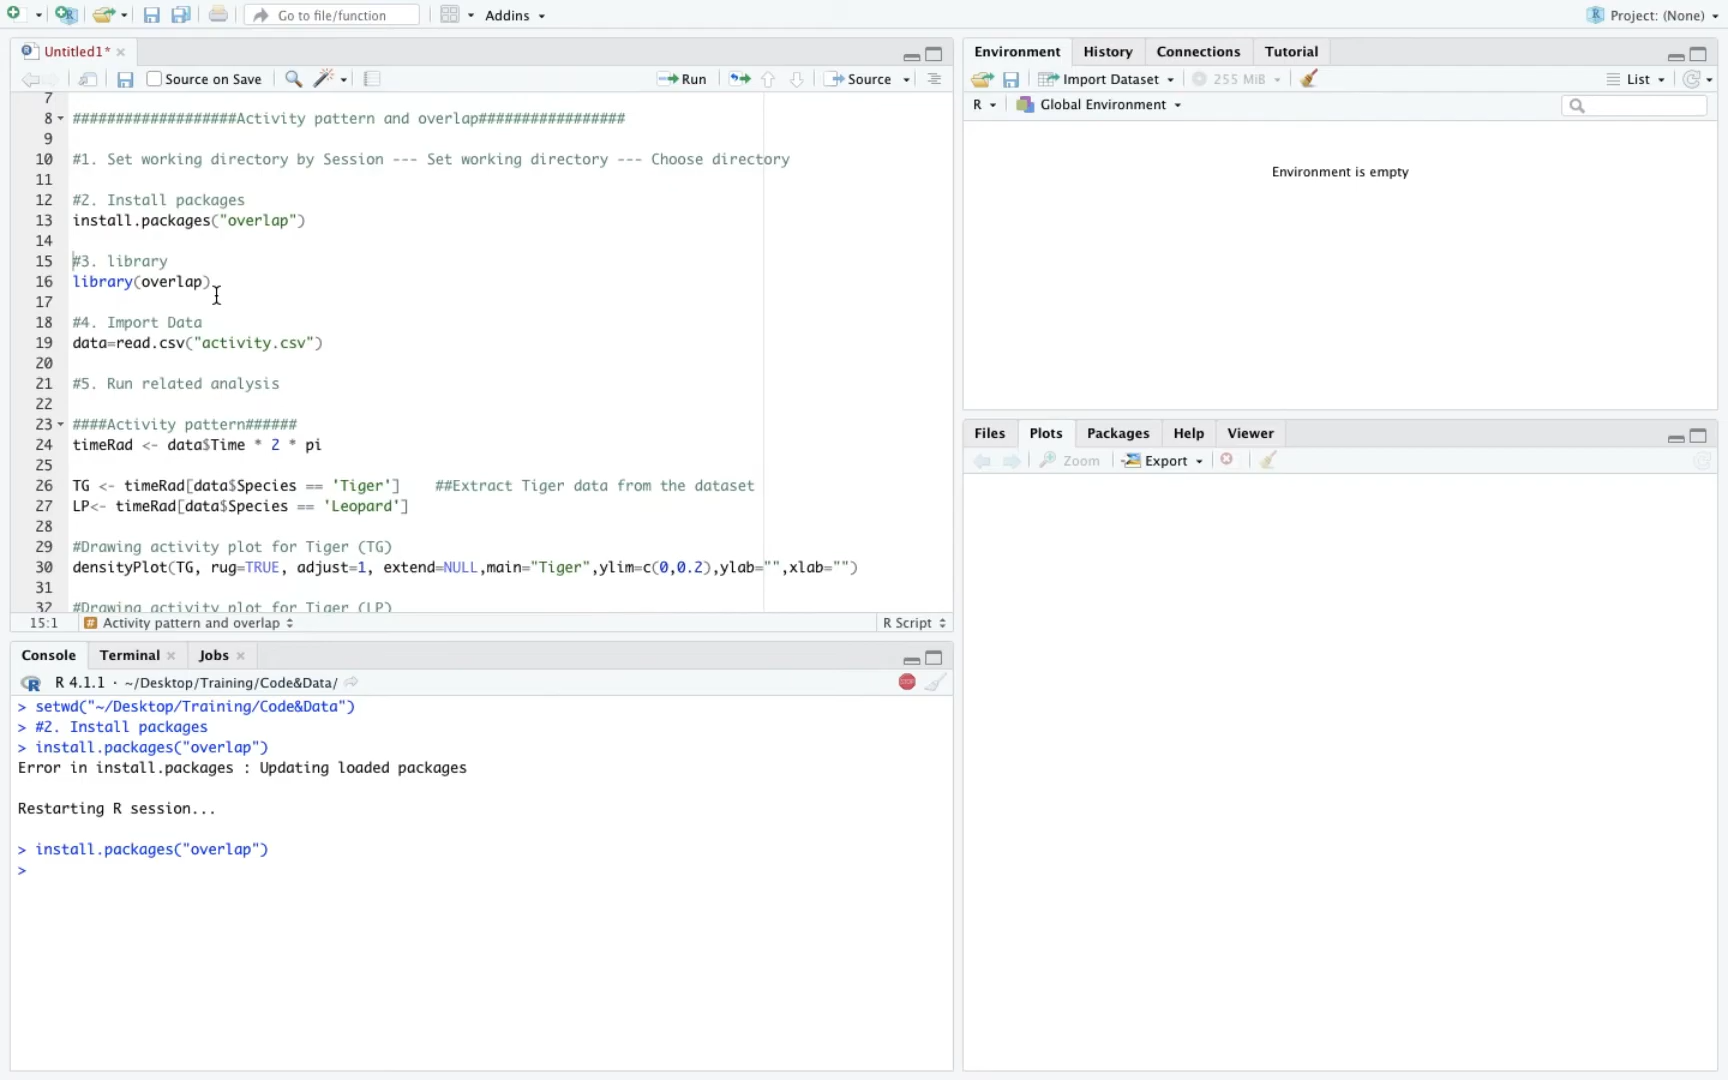 Go to file/function
Addins
Project: (None)
Untitled1*
Source on Save
Run
Source
7
8 ###################Activity pattern and overlap#################
9
10 #1. Set working directory by Session --- Set working directory --- Choose directory
11
12 #2. Install packages
13 install.packages("overlap")
14
15 #3. library
16 library(overlap)
17
18 #4. Import Data
19 data=read.csv("activity.csv")
20
21 #5. Run related analysis
22
23 ####Activity pattern######
24 timeRad <- data$Time * 2 * pi
25
26 TG <- timeRad[data$Species == 'Tiger'] ##Extract Tiger data from the dataset
27 LP<- timeRad[data$Species == 'Leopard']
28
29 #Drawing activity plot for Tiger (TG)
30 densityPlot(TG, rug=TRUE, adjust=1, extend=NULL,main="Tiger",ylim=c(0,0.2),ylab="",xlab="")
31
32 #Drawing activity plot for Tiger (LP)
15:1 # Activity pattern and overlap R Script
Console Terminal Jobs
R 4.1.1 · ~/Desktop/Training/Code&Data/
> setwd("~/Desktop/Training/Code&Data")
> #2. Install packages
> install.packages("overlap")
Error in install.packages : Updating loaded packages
Restarting R session...
> install.packages("overlap")
>
Environment History Connections Tutorial
Import Dataset 255 MiB List
R Global Environment
Environment is empty
Files Plots Packages Help Viewer
Zoom Export